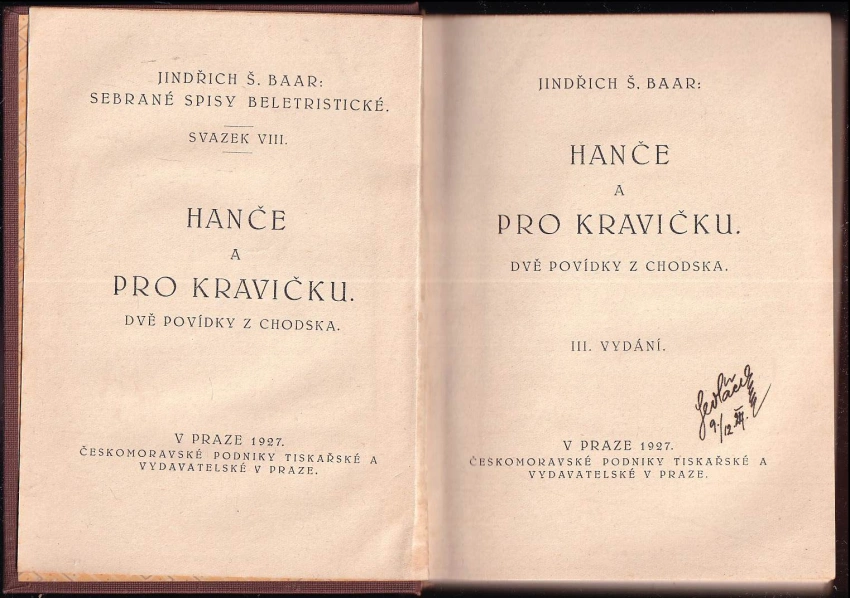 JINDŘICH Š. BAAR:
SEBRANÉ SPISY BELETRISTICKÉ.
SVAZEK VIII.
HANČE
A
PRO KRAVIČKU.
DVĚ POVÍDKY Z CHODSKA.
V PRAZE 1927.
ČESKOMORAVSKÉ PODNIKY TISKAŘSKÉ A
VYDAVATELSKÉ V PRAZE.
JINDŘICH Š. BAAR:
HANČE
A
PRO KRAVIČKU.
DVĚ POVÍDKY Z CHODSKA.
III. VYDÁNÍ.
V PRAZE 1927.
ČESKOMORAVSKÉ PODNIKY TISKAŘSKÉ A
VYDAVATELSKÉ V PRAZE.